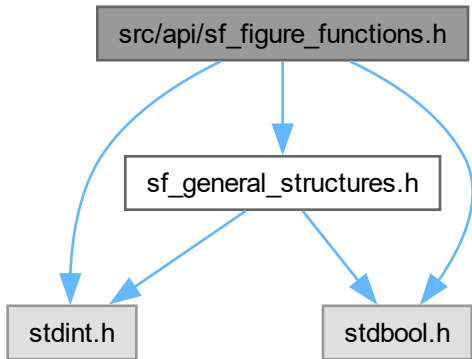 src/api/sf_figure_functions.h
sf_general_structures.h
stdint.h
stdbool.h